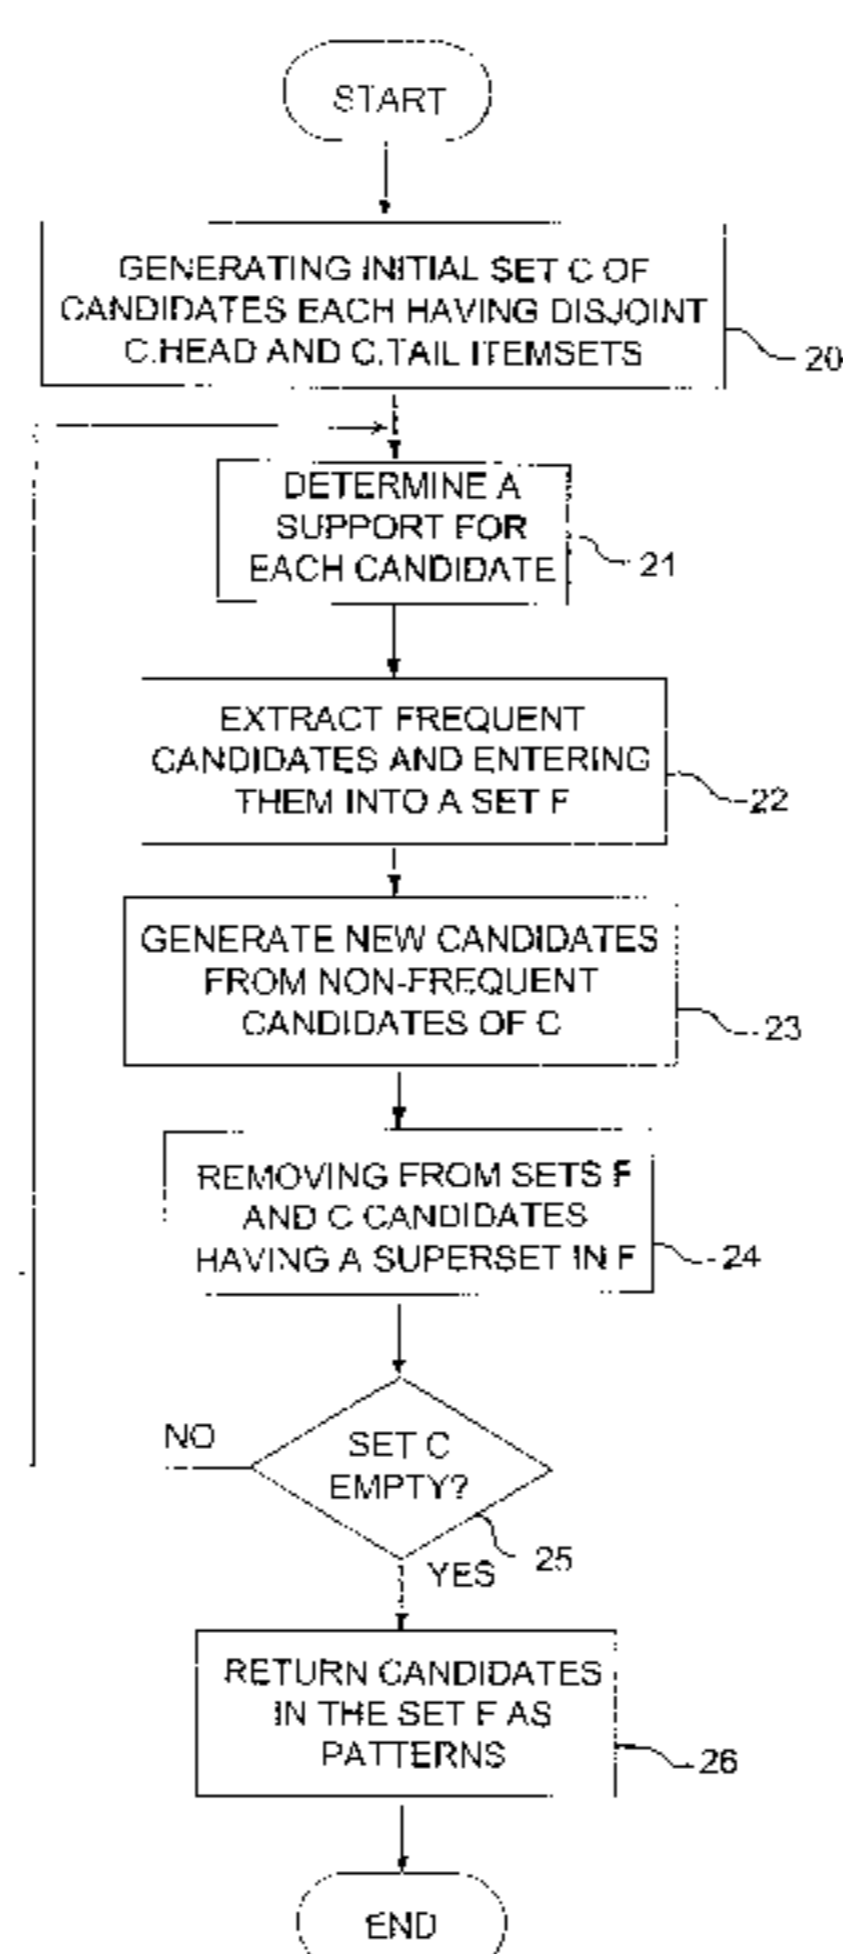 START
GENERATING INITIAL SET C OF
CANDIDATES EACH HAVING DISJOINT
C.HEAD AND C.TAIL ITEMSETS
20
DETERMINE A
SUPPORT FOR
EACH CANDIDATE
21
EXTRACT FREQUENT
CANDIDATES AND ENTERING
THEM INTO A SET F
22
GENERATE NEW CANDIDATES
FROM NON-FREQUENT
CANDIDATES OF C
23
REMOVING FROM SETS F
AND C CANDIDATES
HAVING A SUPERSET IN F
24
NO
SET C
EMPTY?
25
YES
RETURN CANDIDATES
IN THE SET F AS
PATTERNS
26
END